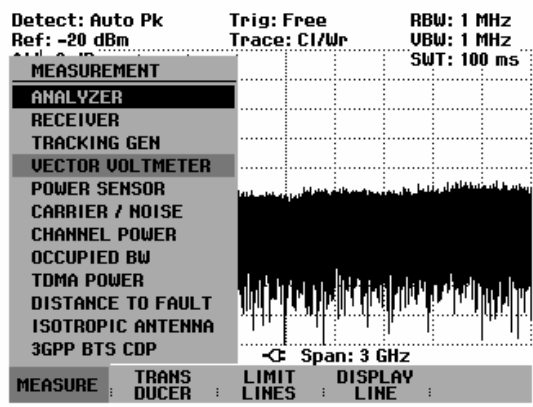 Detect: Auto Pk Trig: Free RBW: 1 MHz
Ref: -20 dBm Trace: Cl/Wr VBW: 1 MHz
SWT: 100 ms
MEASUREMENT
ANALYZER
RECEIVER
TRACKING GEN
VECTOR VOLTMETER
POWER SENSOR
CARRIER / NOISE
CHANNEL POWER
OCCUPIED BW
TDMA POWER
DISTANCE TO FAULT
ISOTROPIC ANTENNA
3GPP BTS CDP
Span: 3 GHz
MEASURE
TRANS
DUCER
LIMIT
LINES
DISPLAY
LINE